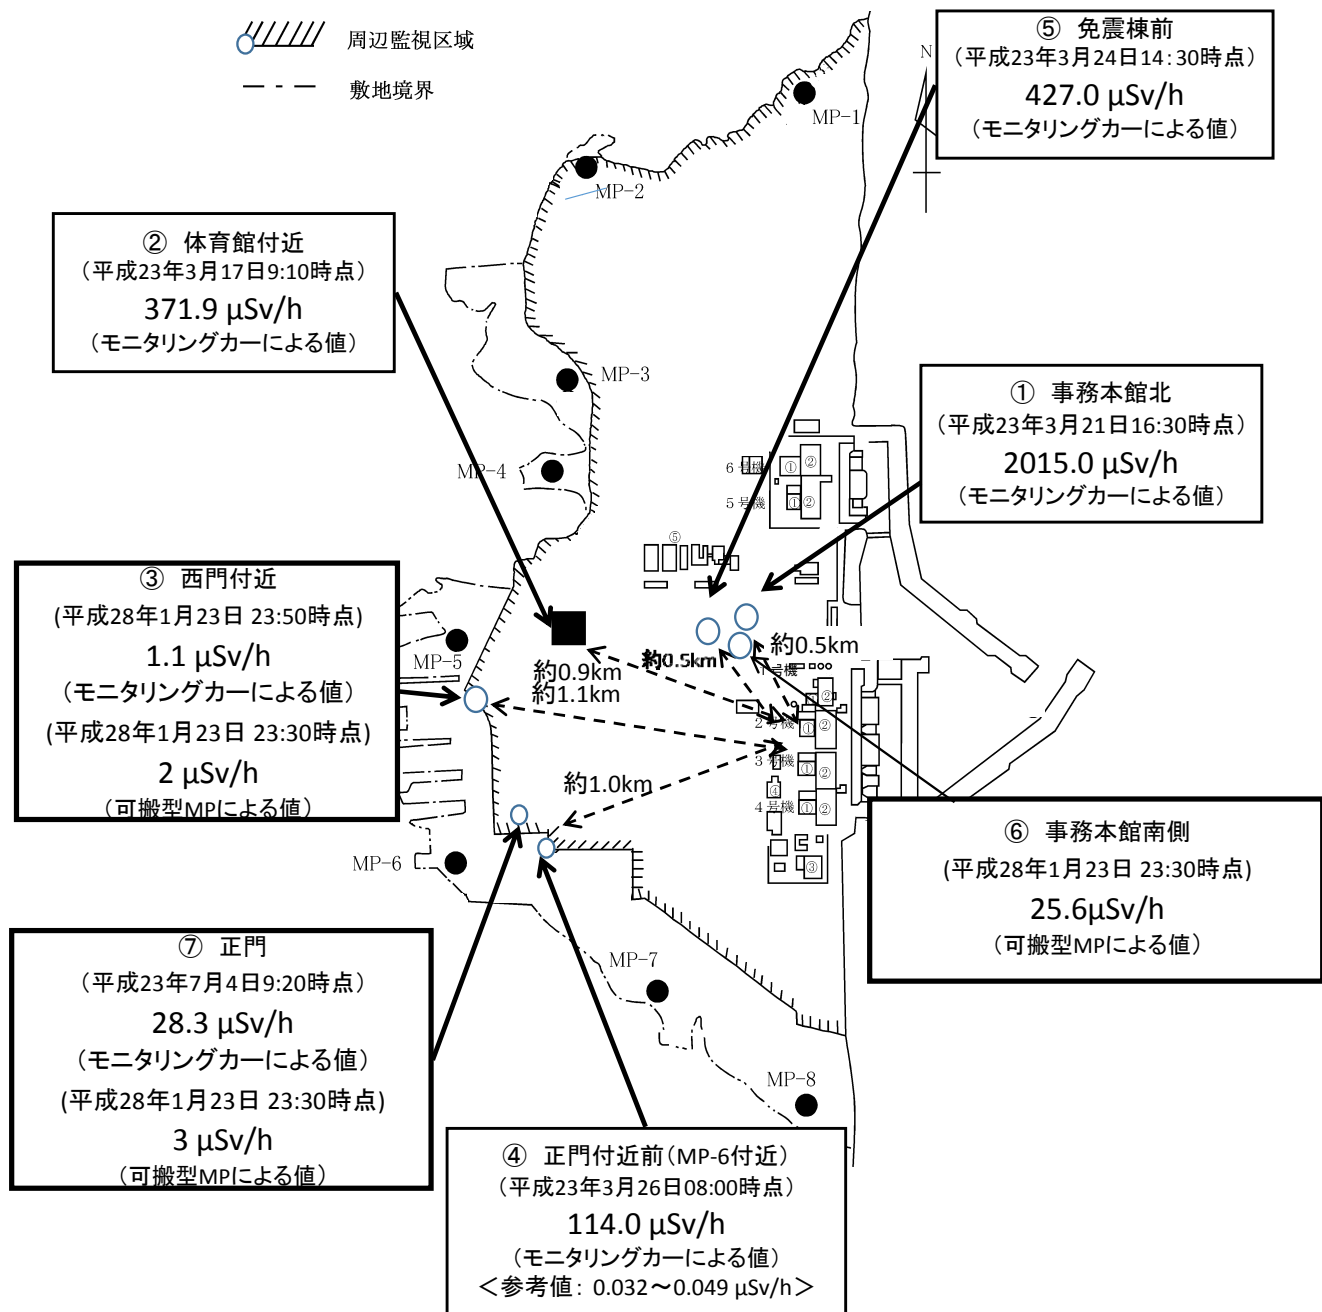 周辺監視区域
敷地境界
N
⑤ 免震棟前
（平成23年3月24日14:30時点）
427.0 μSv/h
（モニタリングカーによる値）
MP-1
MP-2
② 体育館付近
（平成23年3月17日9:10時点）
371.9 μSv/h
（モニタリングカーによる値）
MP-3
MP-4
① 事務本館北
（平成23年3月21日16:30時点）
2015.0 μSv/h
（モニタリングカーによる値）
6号機
①
②
5号機
①
②
⑤
③ 西門付近
(平成28年1月23日 23:50時点)
1.1 μSv/h
（モニタリングカーによる値）
(平成28年1月23日 23:30時点)
2 μSv/h
（可搬型MPによる値）
MP-5
約0.9km
約1.1km
約0.5km
約0.5km
1号機
②
2号機
①
②
3号機
①
②
④
4号機
①
②
③
約1.0km
MP-6
⑥ 事務本館南側
(平成28年1月23日 23:30時点)
25.6μSv/h
（可搬型MPによる値）
⑦ 正門
（平成23年7月4日9:20時点）
28.3 μSv/h
（モニタリングカーによる値）
(平成28年1月23日 23:30時点)
3 μSv/h
（可搬型MPによる値）
MP-7
MP-8
④ 正門付近前（MP-6付近）
（平成23年3月26日08:00時点）
114.0 μSv/h
（モニタリングカーによる値）
＜参考値： 0.032～0.049 μSv/h＞